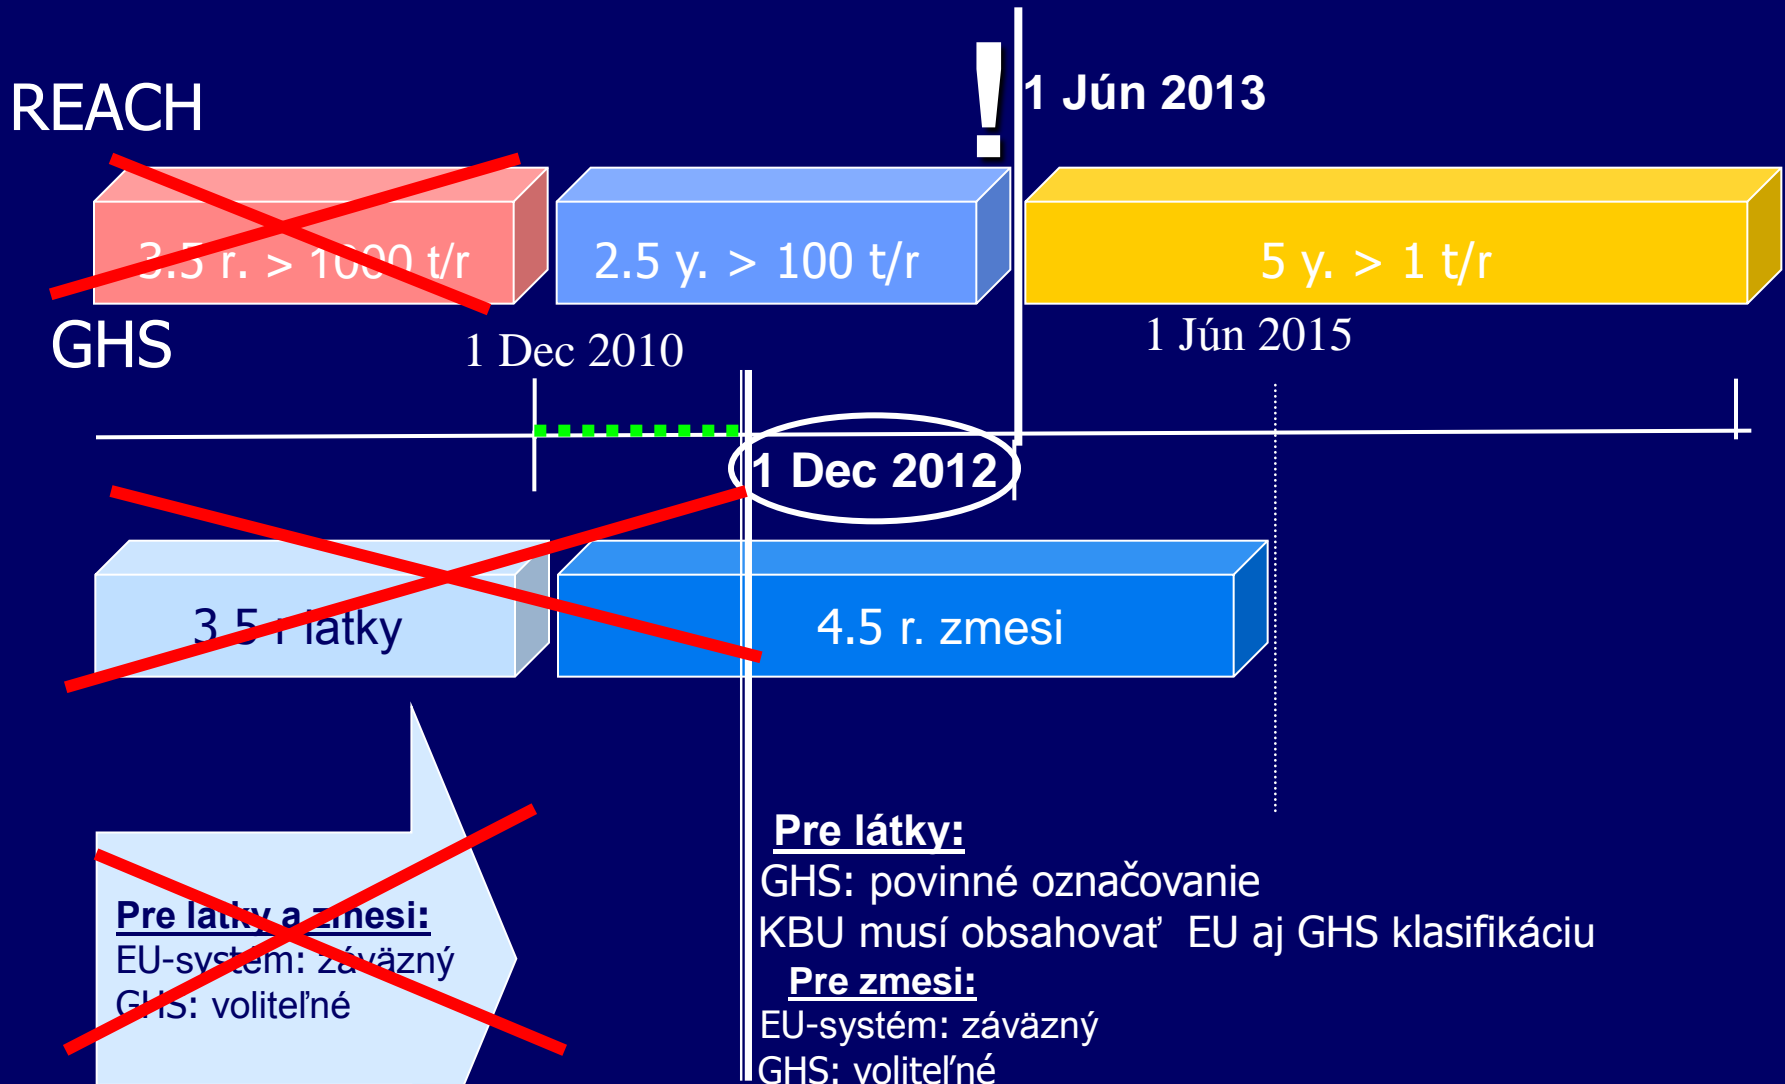 REACH
!
1 Jún 2013
3.5 r. > 1000 t/r
2.5 y. > 100 t/r
5 y. > 1 t/r
GHS
1 Dec 2010
1 Jún 2015
1 Dec 2012
3.5 r látky
4.5 r. zmesi
Pre látky a zmesi:
EU-systém: záväzný
GHS: voliteľné
Pre látky:
GHS: povinné označovanie
KBU musí obsahovať EU aj GHS klasifikáciu
Pre zmesi:
EU-systém: záväzný
GHS: voliteľné